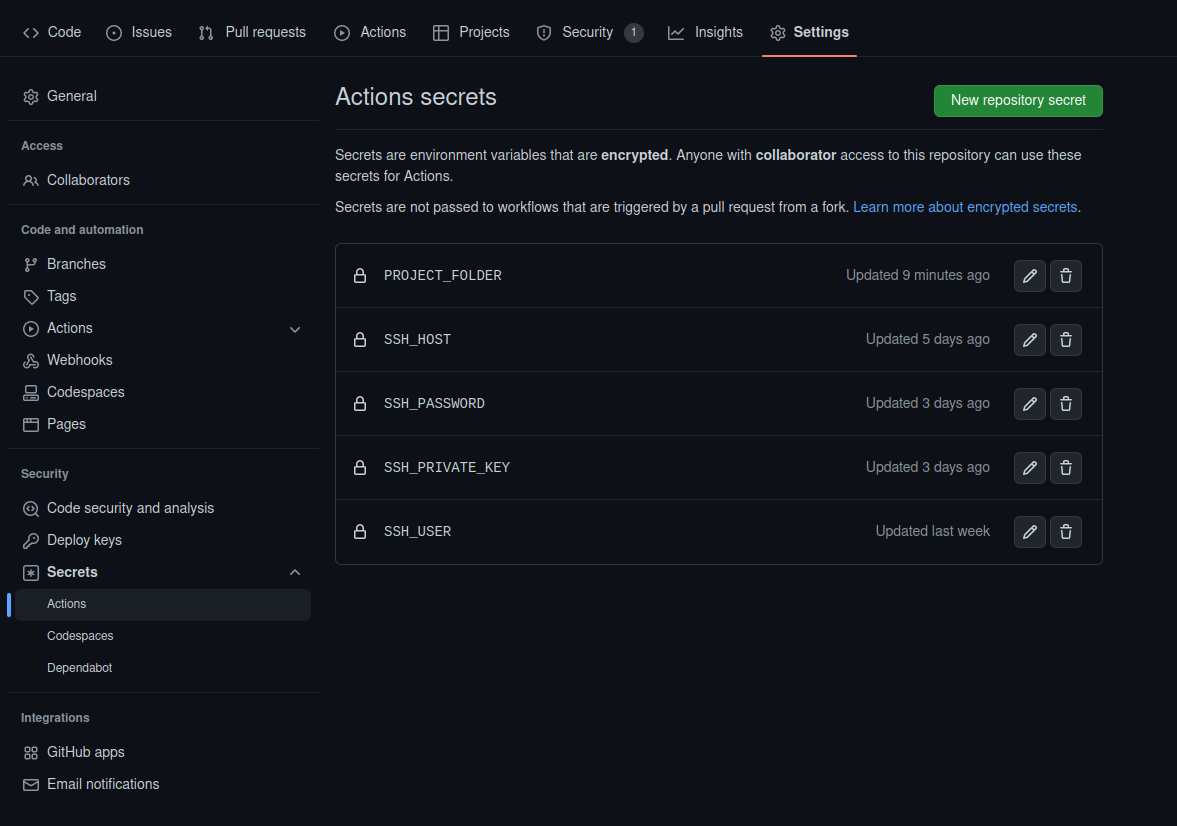 Code Issues Pull requests Actions Projects Security 1 Insights Settings
General
Access
Collaborators
Code and automation
Branches
Tags
Actions
Webhooks
Codespaces
Pages
Security
Code security and analysis
Deploy keys
Secrets
Actions
Codespaces
Dependabot
Integrations
GitHub apps
Email notifications
Actions secrets
New repository secret
Secrets are environment variables that are encrypted. Anyone with collaborator access to this repository can use these
secrets for Actions.
Secrets are not passed to workflows that are triggered by a pull request from a fork. Learn more about encrypted secrets.
PROJECT_FOLDER Updated 9 minutes ago
SSH_HOST Updated 5 days ago
SSH_PASSWORD Updated 3 days ago
SSH_PRIVATE_KEY Updated 3 days ago
SSH_USER Updated last week